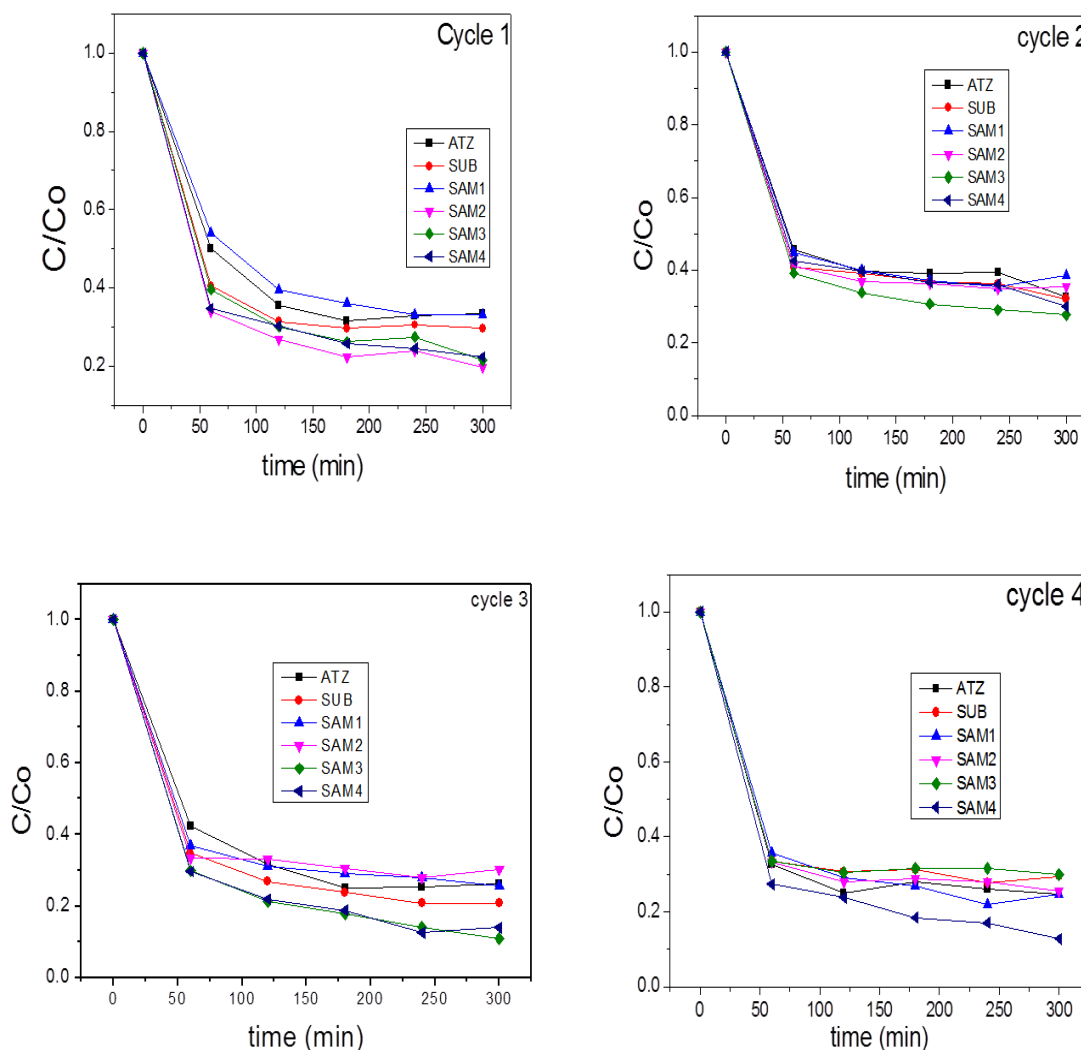 Cycle 1
1.0
0.8
0.6
0.4
0.2
C/Co
ATZ
SUB
SAM1
SAM2
SAM3
SAM4
0 50 100 150 200 250 300
time (min)
cycle 2
1.0
0.8
0.6
0.4
0.2
0.0
C/Co
ATZ
SUB
SAM1
SAM2
SAM3
SAM4
0 50 100 150 200 250 300
time (min)
cycle 3
1.0
0.8
0.6
0.4
0.2
0.0
C/Co
ATZ
SUB
SAM1
SAM2
SAM3
SAM4
0 50 100 150 200 250 300
time (min)
cycle 4
1.0
0.8
0.6
0.4
0.2
0.0
C/Co
ATZ
SUB
SAM1
SAM2
SAM3
SAM4
0 50 100 150 200 250 300
time (min)